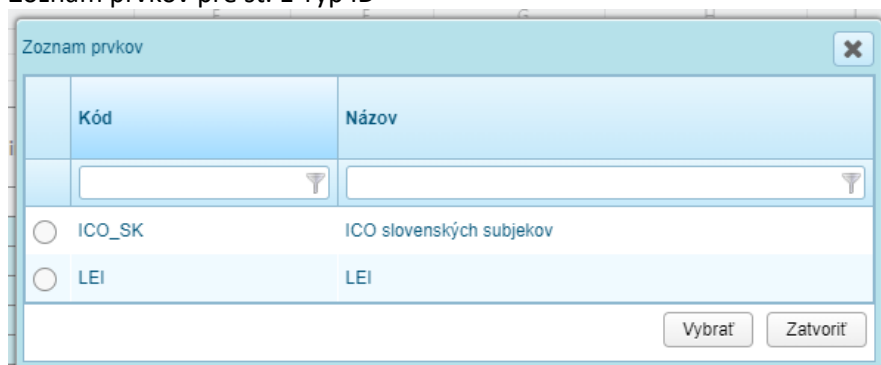 Zoznam prvkov
Kód Názov
ICO_SK ICO slovenských subjekov
LEI LEI
Vybrať Zatvoriť